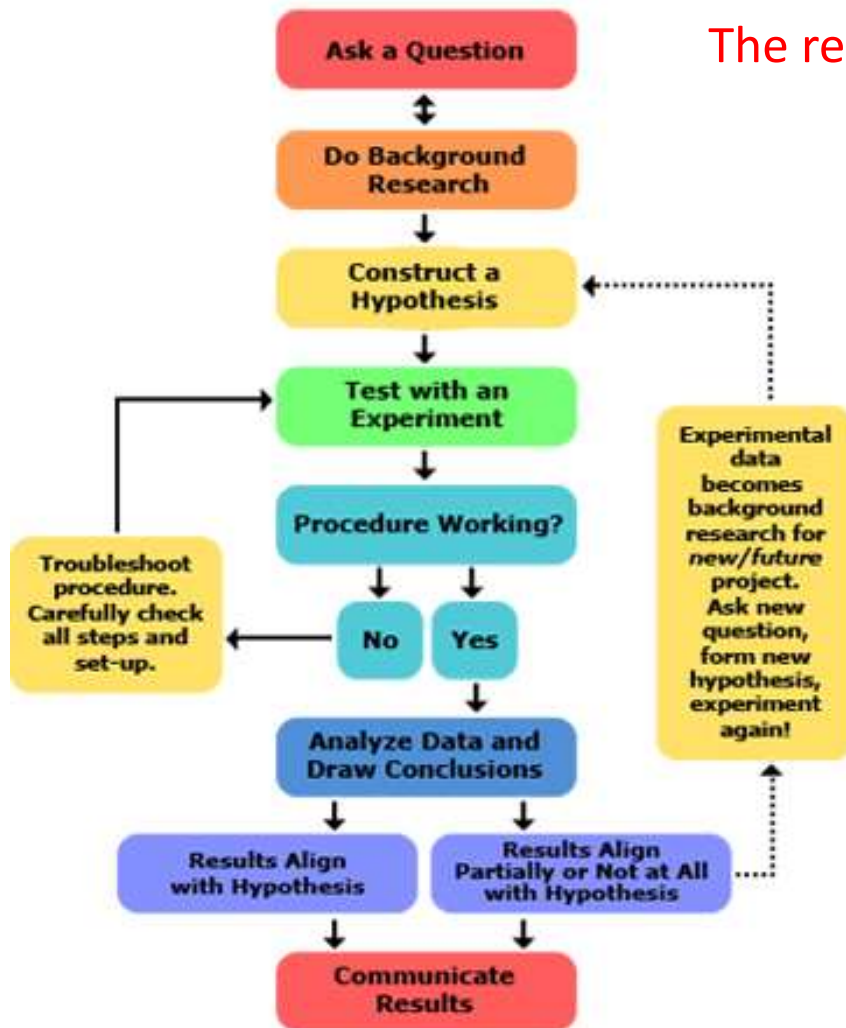 The re
Ask a Question
Do Background
Research
Construct a
Hypothesis
Test with an
Experiment
Procedure Working?
No
Yes
Troubleshoot
procedure.
Carefully check
all steps and
set-up.
Experimental
data
becomes
background
research for
new/future
project.
Ask new
question,
form new
hypothesis,
experiment
again!
Analyze Data and
Draw Conclusions
Results Align
with Hypothesis
Results Align
Partially or Not at All
with Hypothesis
Communicate
Results